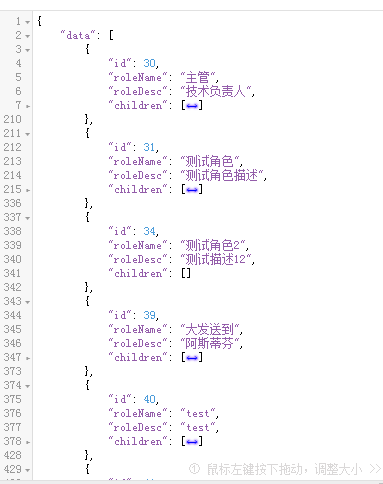 1 {
2 "data": [
3 {
4 "id": 30,
5 "roleName": "主管",
6 "roleDesc": "技术负责人",
7 "children": [↔]
210 },
211 {
212 "id": 31,
213 "roleName": "测试角色",
214 "roleDesc": "测试角色描述",
215 "children": [↔]
336 },
337 {
338 "id": 34,
339 "roleName": "测试角色2",
340 "roleDesc": "测试描述12",
341 "children": []
342 },
343 {
344 "id": 39,
345 "roleName": "大发送到",
346 "roleDesc": "阿斯蒂芬",
347 "children": [↔]
373 },
374 {
375 "id": 40,
376 "roleName": "test",
377 "roleDesc": "test",
378 "children": [↔]
428 },
429 {
① 鼠标左键按下拖动，调整大小 >>